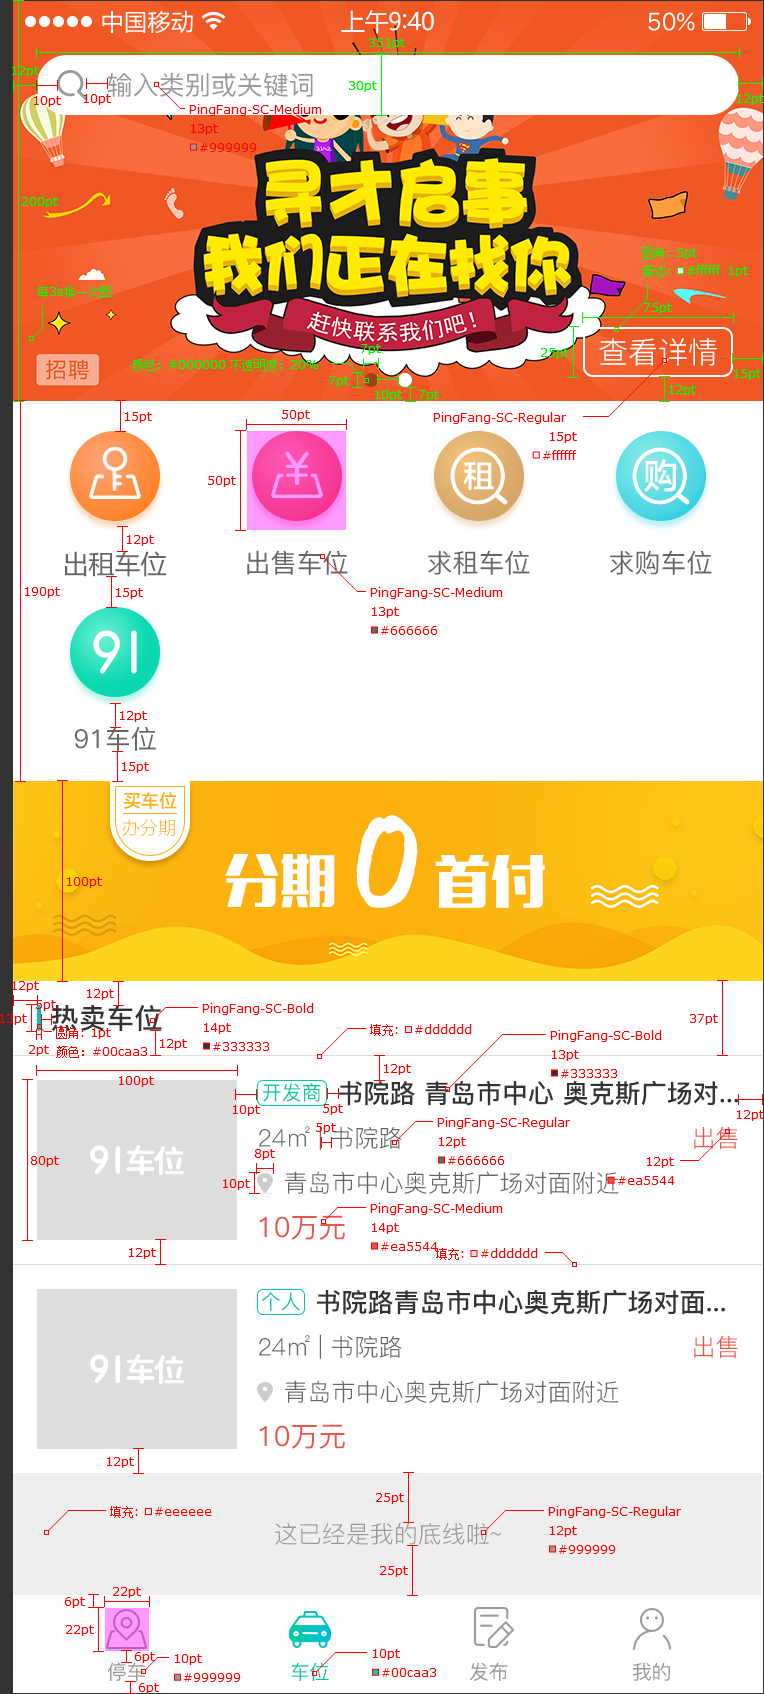 中国移动 上午9:40 50%
351pt
12pt
输入类别或关键词
30pt
10pt 10pt
12pt
PingFang-SC-Medium
13pt
#999999
200pt
寻才启事
我们正在找你
圆角：5pt
#ffffff 1pt
75pt
赶快联系我们吧！
查看详情
25pt
15pt
17pt
招聘
颜色：#000000 不透明度：20%
7pt
7pt
10pt 7pt
PingFang-SC-Regular
15pt
#ffffff
15pt
50pt
50pt
租
购
12pt
出租车位 出售车位 求租车位 求购车位
190pt
15pt
PingFang-SC-Medium
13pt
#666666
91
12pt
91车位
15pt
买车位
办分期
分期0首付
100pt
12pt
12pt
5pt
13pt
热卖车位
PingFang-SC-Bold
14pt
#333333
圆角：1pt
2pt
颜色：#00caa3
12pt
填充：#dddddd
37pt
PingFang-SC-Bold
13pt
#333333
12pt
100pt
开发商 书院路 青岛市中心 奥克斯广场对...
10pt
5pt
12pt
24㎡ 书院路
5pt
PingFang-SC-Regular
12pt
#666666
出售
12pt
#ea5544
80pt
91车位
8pt
10pt
青岛市中心奥克斯广场对面附近
10万元
PingFang-SC-Medium
14pt
#ea5544
12pt
填充：#dddddd
个人 书院路青岛市中心奥克斯广场对面...
24㎡ | 书院路 出售
91车位
青岛市中心奥克斯广场对面附近
10万元
12pt
25pt
填充：#eeeeee
这已经是我的底线啦~
PingFang-SC-Regular
12pt
#999999
25pt
6pt
22pt
22pt
6pt
停车 车位 发布 我的
10pt
#999999
10pt
#00caa3
6pt